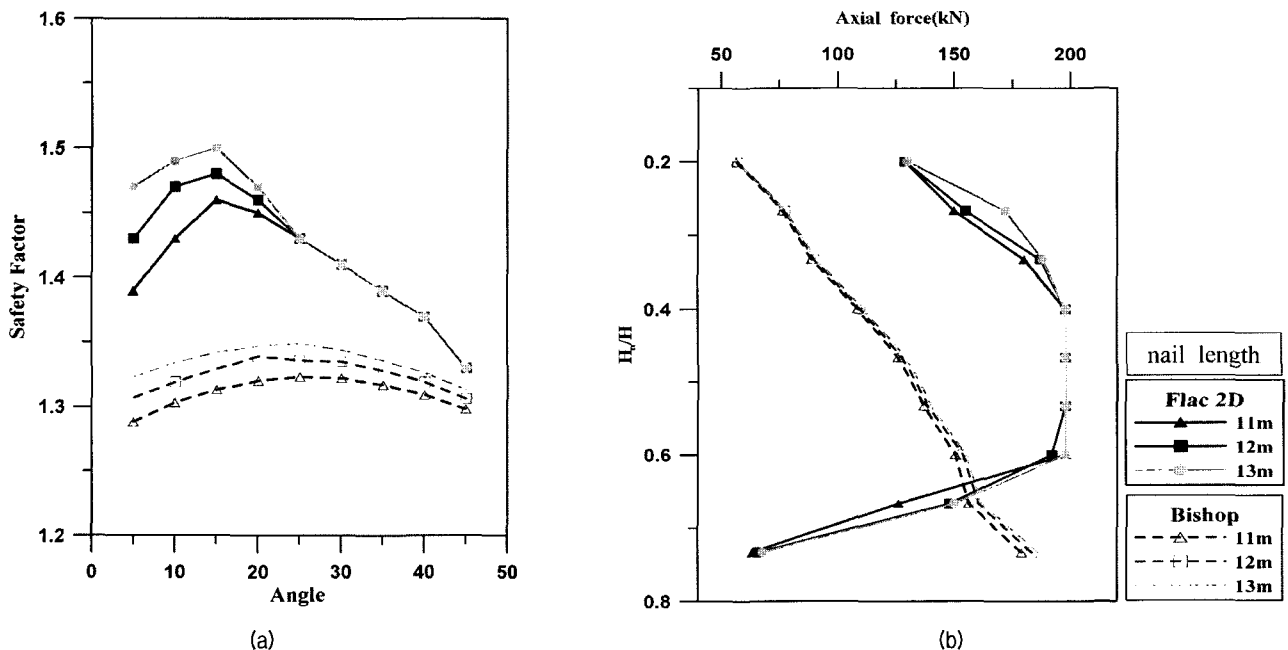 1.6
1.5
1.4
1.3
1.2
Safety Factor
0 10 20 30 40 50
Angle
(a)
Axial force(kN)
50 100 150 200
0.2
0.4
0.6
0.8
Hn/H
(b)
nail length
Flac 2D
11m
12m
13m
Bishop
11m
12m
13m